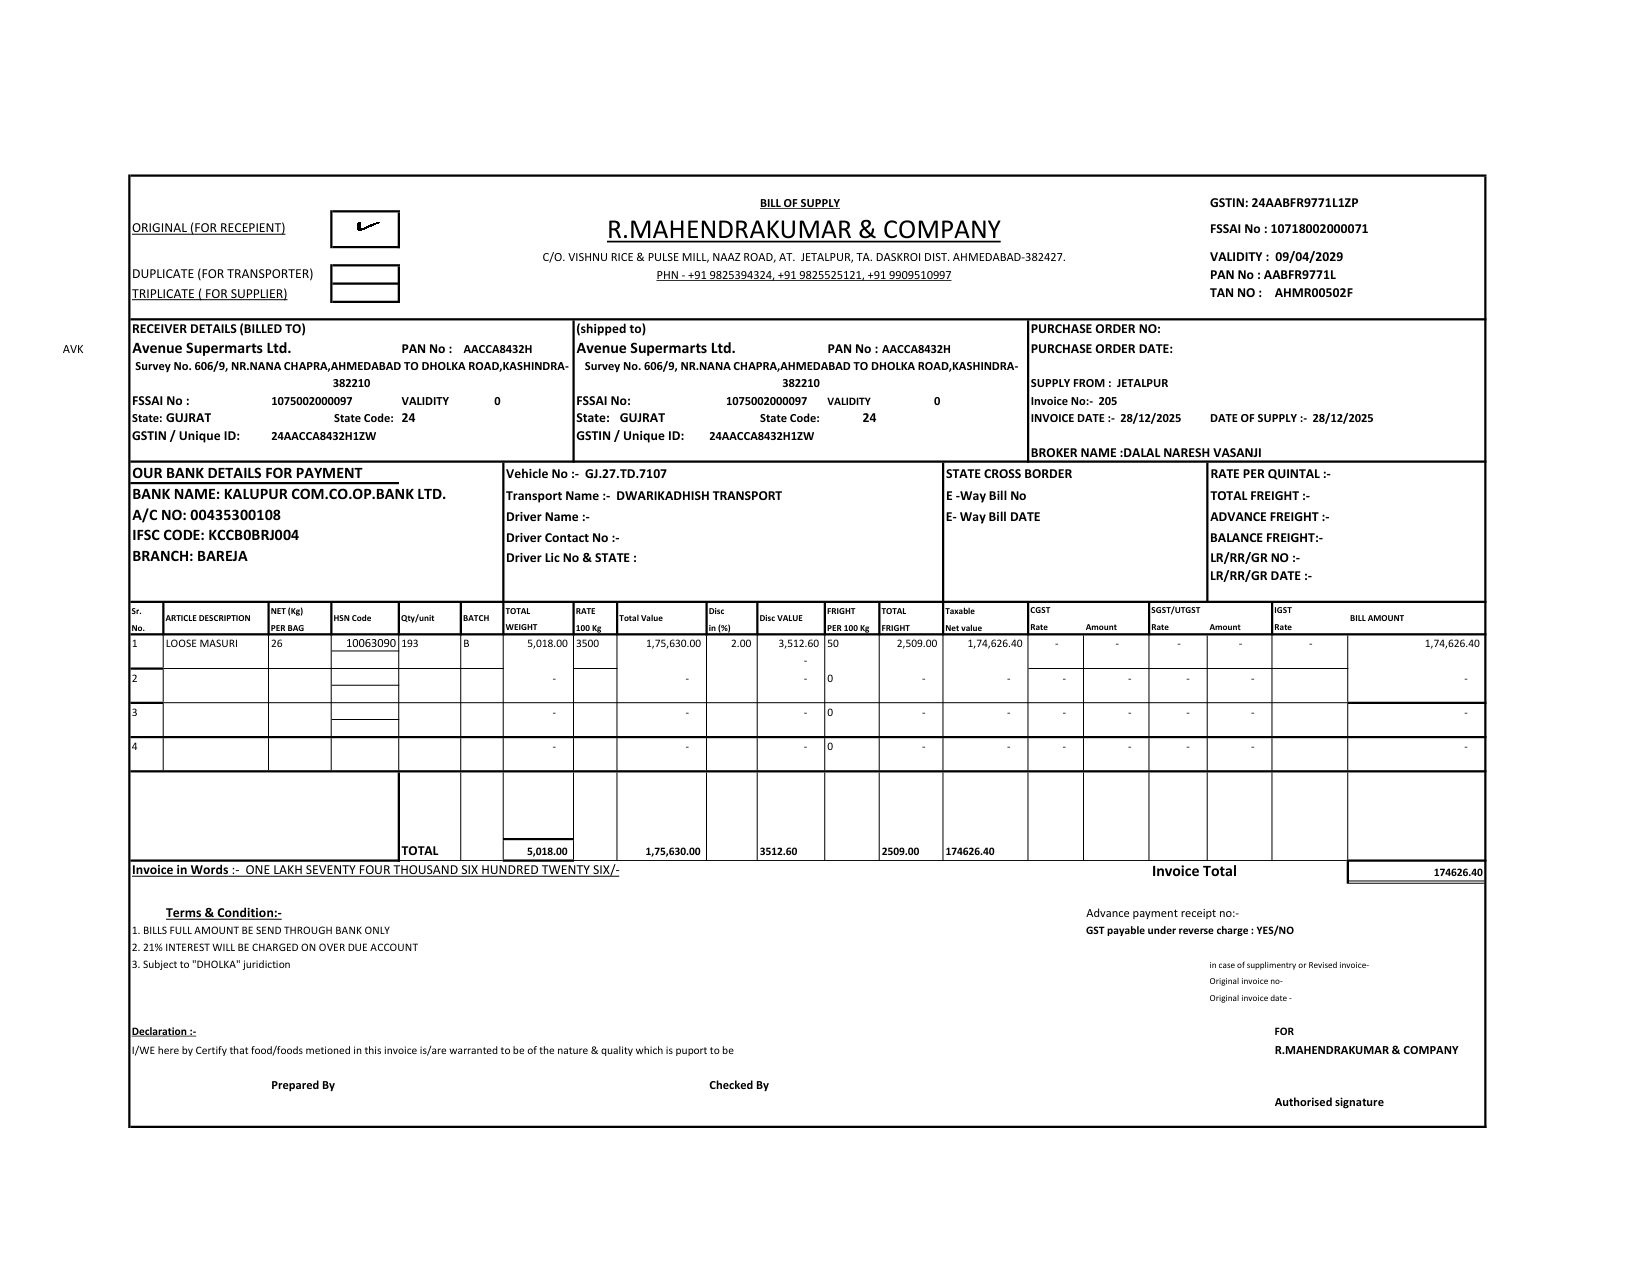 BILL OF SUPPLY
GSTIN: 24AABFR9771L1ZP
ORIGINAL (FOR RECEPIENT)
R.MAHENDRAKUMAR & COMPANY
FSSAI No : 10718002000071
C/O. VISHNU RICE & PULSE MILL, NAAZ ROAD, AT. JETALPUR, TA. DASKROI DIST. AHMEDABAD-382427.
VALIDITY : 09/04/2029
DUPLICATE (FOR TRANSPORTER)
PHN - +91 9825394324, +91 9825525121, +91 9909510997
PAN No : AABFR9771L
TRIPLICATE ( FOR SUPPLIER)
TAN NO : AHMR00502F
RECEIVER DETAILS (BILLED TO) (shipped to) PURCHASE ORDER NO:
AVK Avenue Supermarts Ltd. PAN No : AACCA8432H Avenue Supermarts Ltd. PAN No : AACCA8432H PURCHASE ORDER DATE:
Survey No. 606/9, NR.NANA CHAPRA,AHMEDABAD TO DHOLKA ROAD,KASHINDRA- Survey No. 606/9, NR.NANA CHAPRA,AHMEDABAD TO DHOLKA ROAD,KASHINDRA-
382210 382210 SUPPLY FROM : JETALPUR
FSSAI No : 1075002000097 VALIDITY 0 FSSAI No: 1075002000097 VALIDITY 0 Invoice No:- 205
State: GUJRAT State Code: 24 State: GUJRAT State Code: 24 INVOICE DATE :- 28/12/2025 DATE OF SUPPLY :- 28/12/2025
GSTIN / Unique ID: 24AACCA8432H1ZW GSTIN / Unique ID: 24AACCA8432H1ZW
BROKER NAME :DALAL NARESH VASANJI
OUR BANK DETAILS FOR PAYMENT Vehicle No :- GJ.27.TD.7107 STATE CROSS BORDER RATE PER QUINTAL :-
BANK NAME: KALUPUR COM.CO.OP.BANK LTD. Transport Name :- DWARIKADHISH TRANSPORT E -Way Bill No TOTAL FREIGHT :-
A/C NO: 00435300108 Driver Name :- E- Way Bill DATE ADVANCE FREIGHT :-
IFSC CODE: KCCB0BRJ004 Driver Contact No :- BALANCE FREIGHT:-
BRANCH: BAREJA Driver Lic No & STATE : LR/RR/GR NO :-
LR/RR/GR DATE :-
Sr. No. ARTICLE DESCRIPTION NET (Kg) PER BAG HSN Code Qty/unit BATCH TOTAL WEIGHT RATE 100 Kg Total Value Disc in (%) Disc VALUE FRIGHT PER 100 Kg TOTAL FRIGHT Taxable Net value CGST Rate Amount SGST/UTGST Rate Amount IGST Rate BILL AMOUNT
1 LOOSE MASURI 26 10063090 193 B 5,018.00 3500 1,75,630.00 2.00 3,512.60 50 2,509.00 1,74,626.40 - - - - - 1,74,626.40
-
2 - - - 0 - - - - - - -
3 - - - 0 - - - - - - -
4 - - - 0 - - - - - - -
TOTAL 5,018.00 1,75,630.00 3512.60 2509.00 174626.40
Invoice in Words :- ONE LAKH SEVENTY FOUR THOUSAND SIX HUNDRED TWENTY SIX/- Invoice Total 174626.40
Terms & Condition:- Advance payment receipt no:-
1. BILLS FULL AMOUNT BE SEND THROUGH BANK ONLY GST payable under reverse charge : YES/NO
2. 21% INTEREST WILL BE CHARGED ON OVER DUE ACCOUNT
3. Subject to "DHOLKA" juridiction in case of supplimentry or Revised invoice-
Original invoice no-
Original invoice date -
Declaration :- FOR
I/WE here by Certify that food/foods metioned in this invoice is/are warranted to be of the nature & quality which is puport to be R.MAHENDRAKUMAR & COMPANY
Prepared By Checked By
Authorised signature